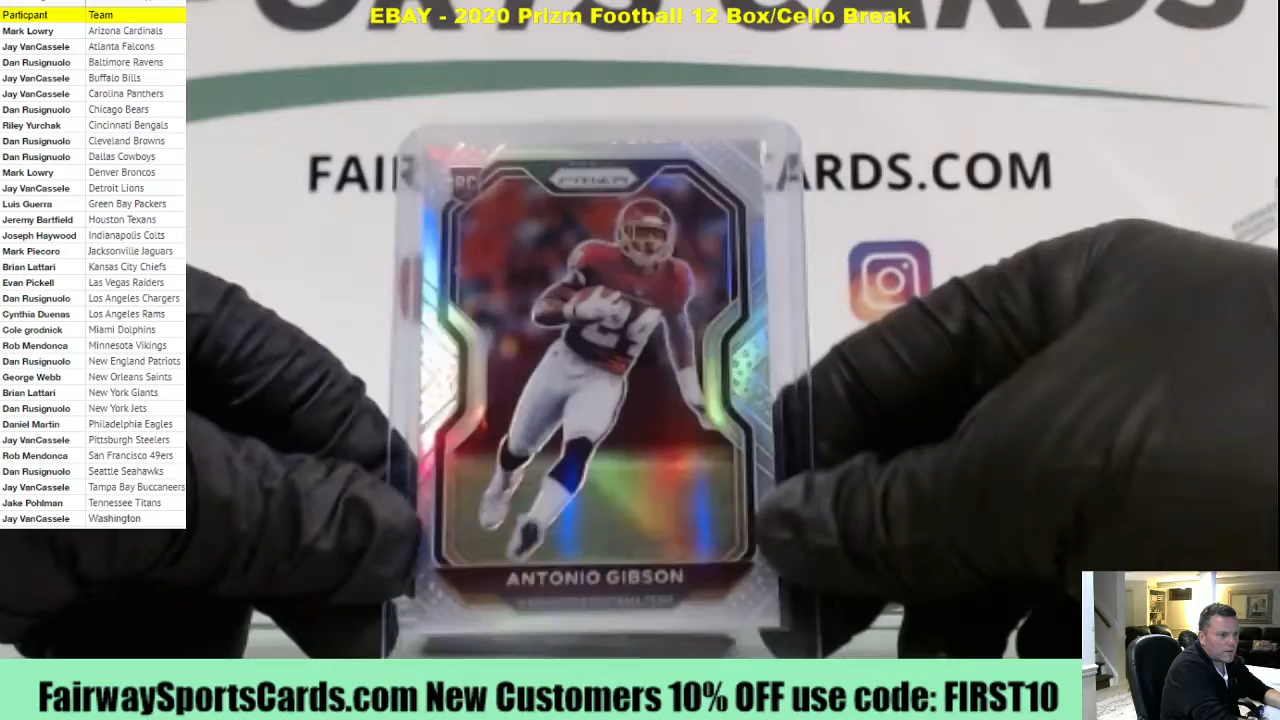 EBAY - 2020 Prizm Football 12 Box/Cello Break
Particpant Team
Mark Lowry Arizona Cardinals
Jay VanCassele Atlanta Falcons
Dan Rusignuolo Baltimore Ravens
Jay VanCassele Buffalo Bills
Jay VanCassele Carolina Panthers
Dan Rusignuolo Chicago Bears
Riley Yurchak Cincinnati Bengals
Dan Rusignuolo Cleveland Browns
Dan Rusignuolo Dallas Cowboys
Mark Lowry Denver Broncos
Jay VanCassele Detroit Lions
Luis Guerra Green Bay Packers
Jeremy Bartfield Houston Texans
Joseph Haywood Indianapolis Colts
Mark Piecoro Jacksonville Jaguars
Brian Lattari Kansas City Chiefs
Evan Pickell Las Vegas Raiders
Dan Rusignuolo Los Angeles Chargers
Cynthia Duenas Los Angeles Rams
Cole grodnick Miami Dolphins
Rob Mendonca Minnesota Vikings
Dan Rusignuolo New England Patriots
George Webb New Orleans Saints
Brian Lattari New York Giants
Dan Rusignuolo New York Jets
Daniel Martin Philadelphia Eagles
Jay VanCassele Pittsburgh Steelers
Rob Mendonca San Francisco 49ers
Dan Rusignuolo Seattle Seahawks
Jay VanCassele Tampa Bay Buccaneers
Jake Pohlman Tennessee Titans
Jay VanCassele Washington
CARDS
FAI ARDS.COM
RC PRIZM
24
ANTONIO GIBSON
FairwaySportsCards.com New Customers 10% OFF use code: FIRST10